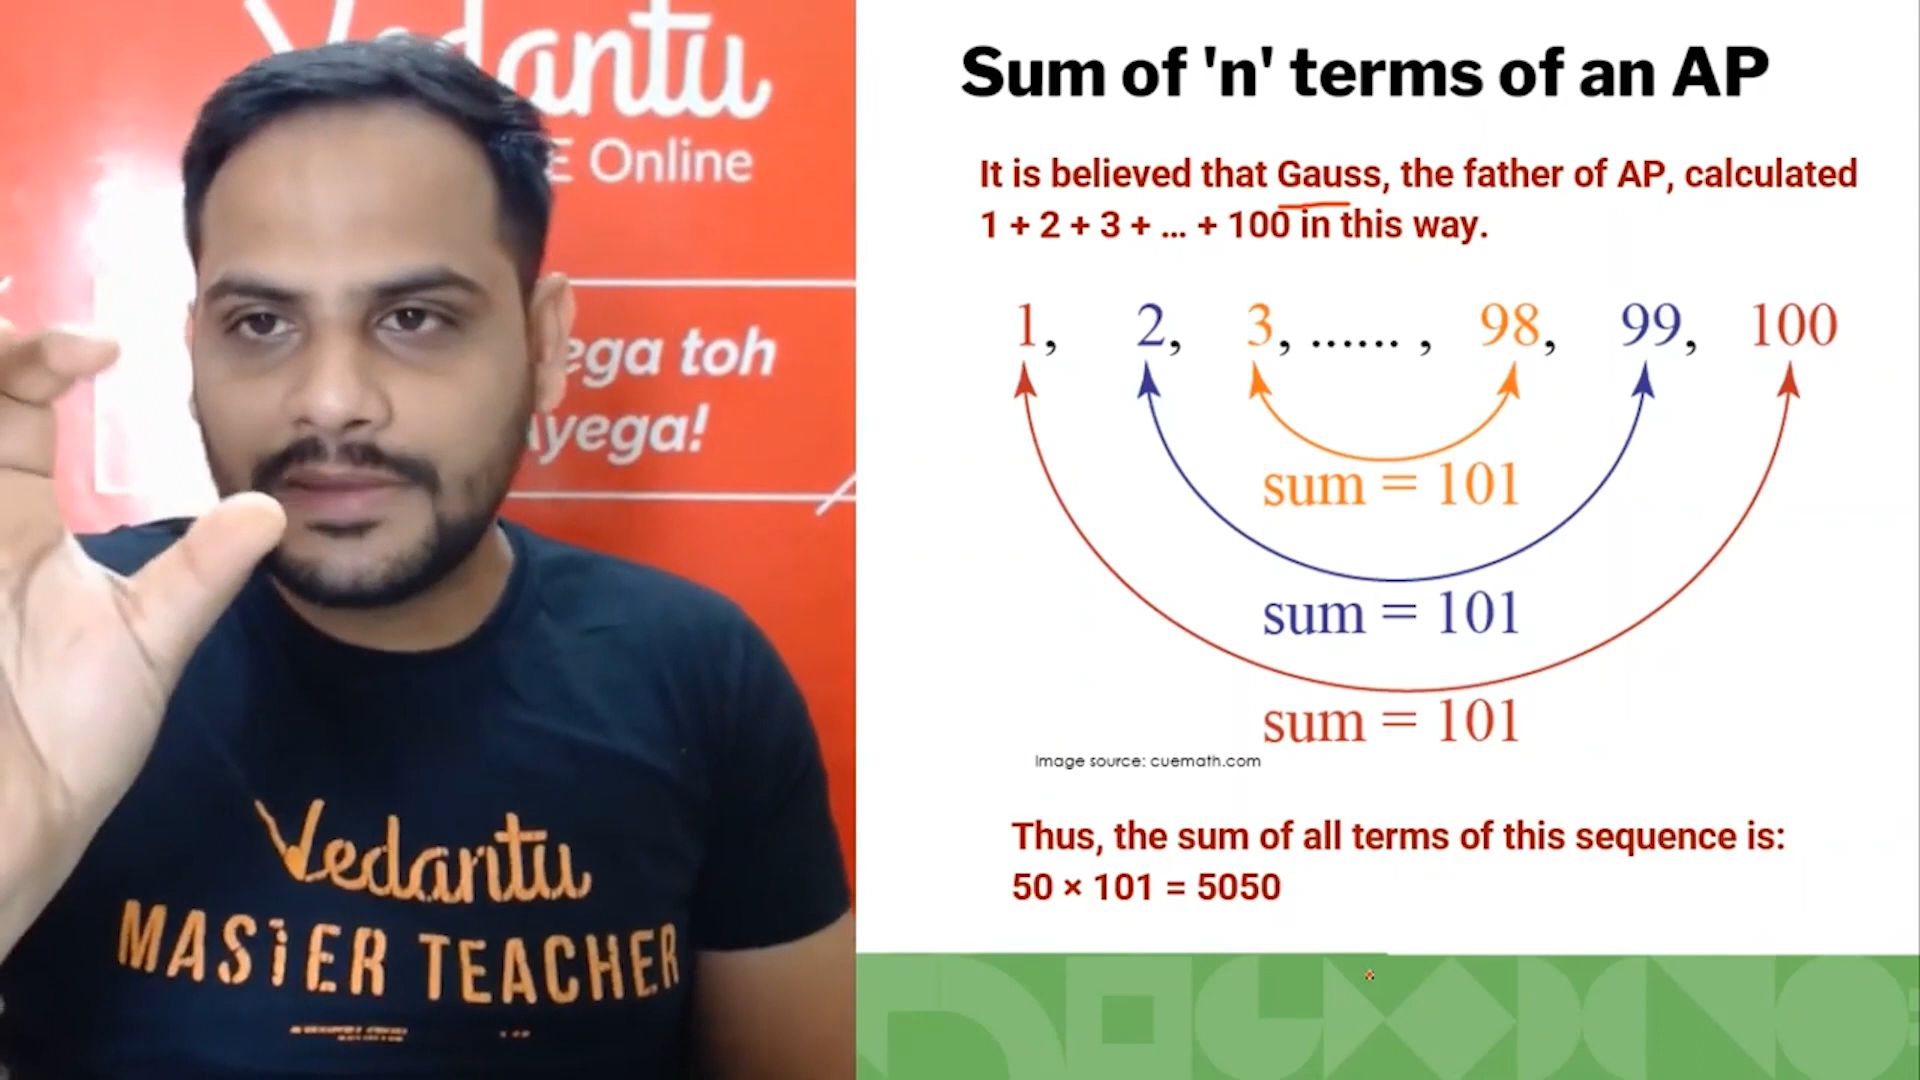 Vedantu
E Online
ega toh
yega!
Vedantu
MASTER TEACHER
Sum of 'n' terms of an AP
It is believed that Gauss, the father of AP, calculated
1 + 2 + 3 + ... + 100 in this way.
1, 2, 3, ...... , 98, 99, 100
sum = 101
sum = 101
sum = 101
Image source: cuemath.com
Thus, the sum of all terms of this sequence is:
50 × 101 = 5050